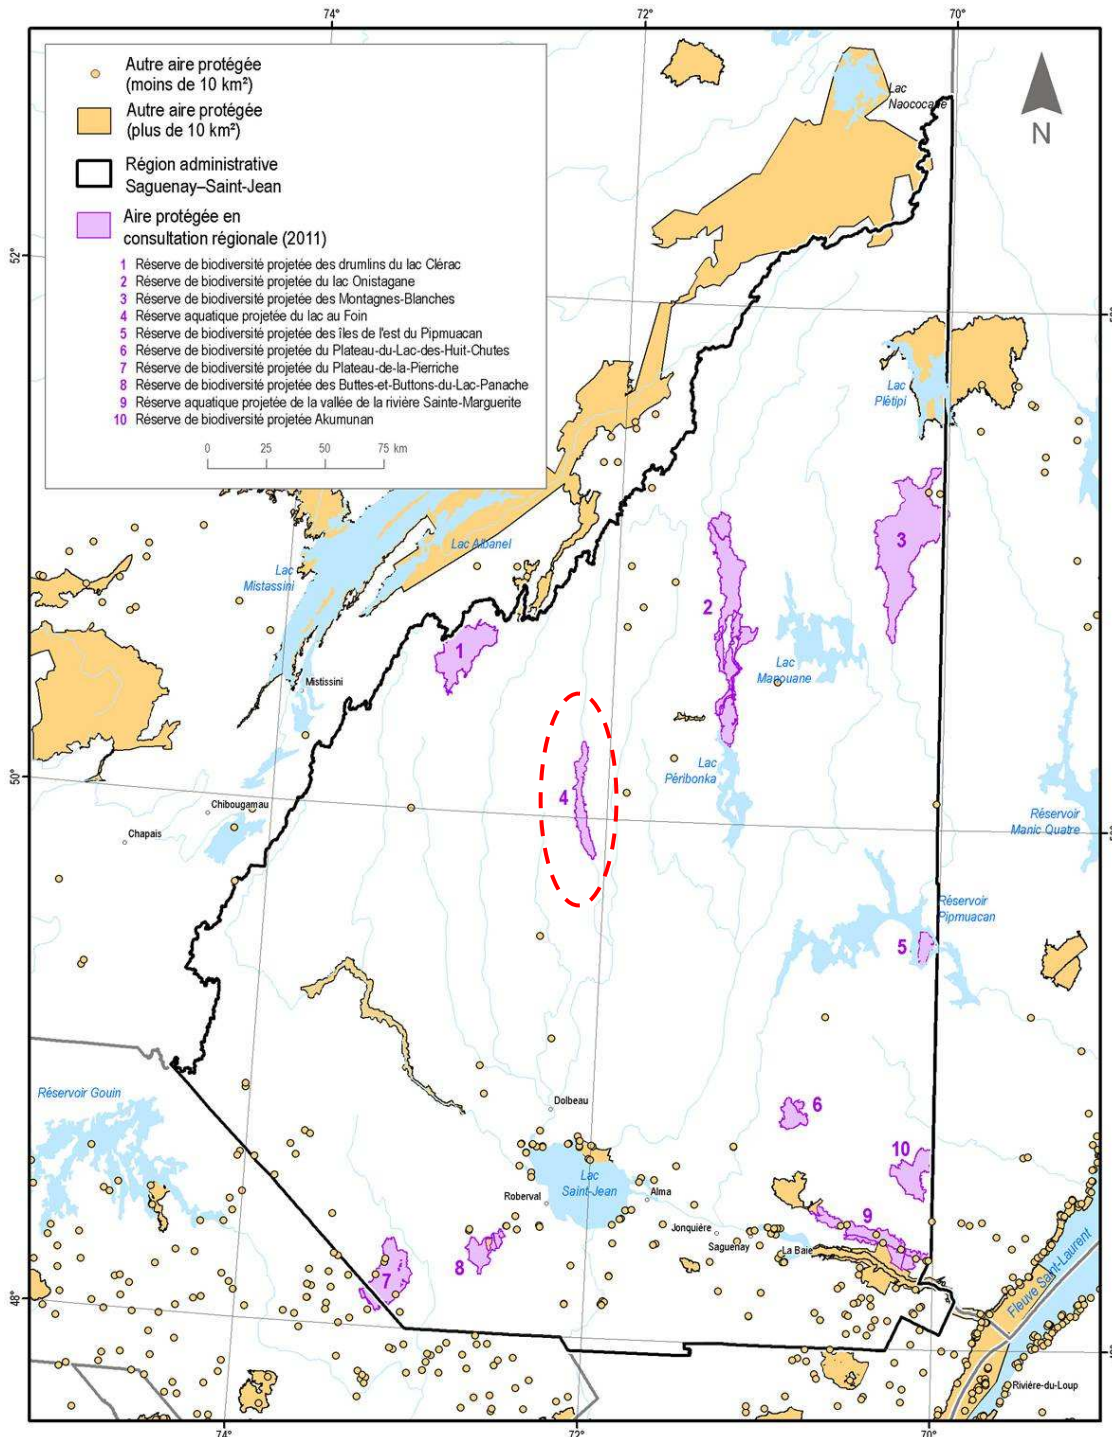 74°
72°
70°
Autre aire protégée
(moins de 10 km²)
Autre aire protégée
(plus de 10 km²)
Région administrative
Saguenay–Saint-Jean
Aire protégée en
consultation régionale (2011)
1 Réserve de biodiversité projetée des drumlins du lac Clérac
2 Réserve de biodiversité projetée du lac Onistagane
3 Réserve de biodiversité projetée des Montagnes-Blanches
4 Réserve aquatique projetée du lac au Foin
5 Réserve de biodiversité projetée des îles de l'est du Pipmuacan
6 Réserve de biodiversité projetée du Plateau-du-Lac-des-Huit-Chutes
7 Réserve de biodiversité projetée du Plateau-de-la-Pierriche
8 Réserve de biodiversité projetée des Buttes-et-Buttons-du-Lac-Panache
9 Réserve aquatique projetée de la vallée de la rivière Sainte-Marguerite
10 Réserve de biodiversité projetée Akumunan
0 25 50 75 km
N
Lac
Naococane
52°
Lac
Plétipi
Lac Albanel
Lac
Mistassini
3
2
1
Lac
Manouane
Mistissini
50°
4
Lac
Péribonka
Chibougamau
Chapais
Réservoir
Manic Quatre
Réservoir
Pipmuacan
5
Réservoir Gouin
Dolbeau
6
10
Lac
Saint-Jean
Roberval
Alma
9
Jonquière
Saguenay
La Baie
8
7
Fleuve Saint-Laurent
48°
Rivière-du-Loup
74°
72°
70°